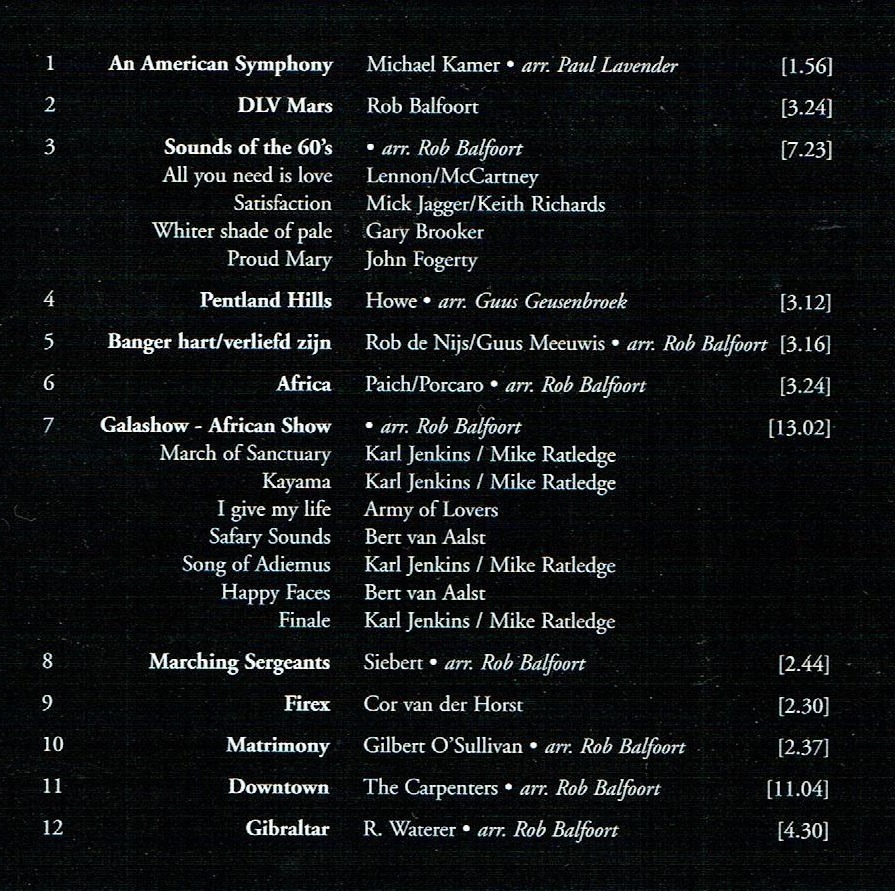 1 An American Symphony Michael Kamer • arr. Paul Lavender [1.56]
2 DLV Mars Rob Balfoort [3.24]
3 Sounds of the 60's • arr. Rob Balfoort [7.23]
All you need is love Lennon/McCartney
Satisfaction Mick Jagger/Keith Richards
Whiter shade of pale Gary Brooker
Proud Mary John Fogerty
4 Pentland Hills Howe • arr. Guus Geusenbroek [3.12]
5 Banger hart/verliefd zijn Rob de Nijs/Guus Meeuwis • arr. Rob Balfoort [3.16]
6 Africa Paich/Porcaro • arr. Rob Balfoort [3.24]
7 Galashow - African Show • arr. Rob Balfoort [13.02]
March of Sanctuary Karl Jenkins / Mike Ratledge
Kayama Karl Jenkins / Mike Ratledge
I give my life Army of Lovers
Safary Sounds Bert van Aalst
Song of Adiemus Karl Jenkins / Mike Ratledge
Happy Faces Bert van Aalst
Finale Karl Jenkins / Mike Ratledge
8 Marching Sergeants Siebert • arr. Rob Balfoort [2.44]
9 Firex Cor van der Horst [2.30]
10 Matrimony Gilbert O'Sullivan • arr. Rob Balfoort [2.37]
11 Downtown The Carpenters • arr. Rob Balfoort [11.04]
12 Gibraltar R. Waterer • arr. Rob Balfoort [4.30]